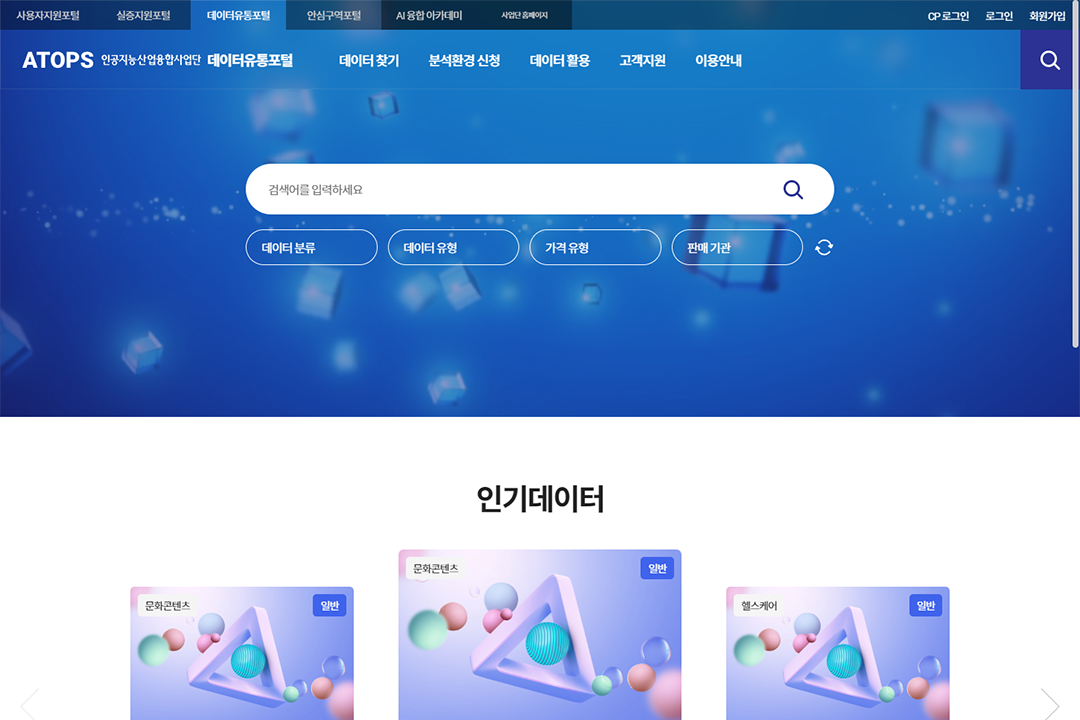 사용자지원포털 실증지원포털 데이터유통포털 안심구역포털 AI 융합 아카데미 사업단 홈페이지 CP 로그인 로그인 회원가입
ATOPS 인공지능산업융합사업단 데이터유통포털 데이터 찾기 분석환경 신청 데이터 활용 고객지원 이용안내
검색어를 입력하세요
데이터 분류 데이터 유형 가격 유형 판매 기관
인기데이터
문화콘텐츠 일반
문화콘텐츠 일반
헬스케어 일반